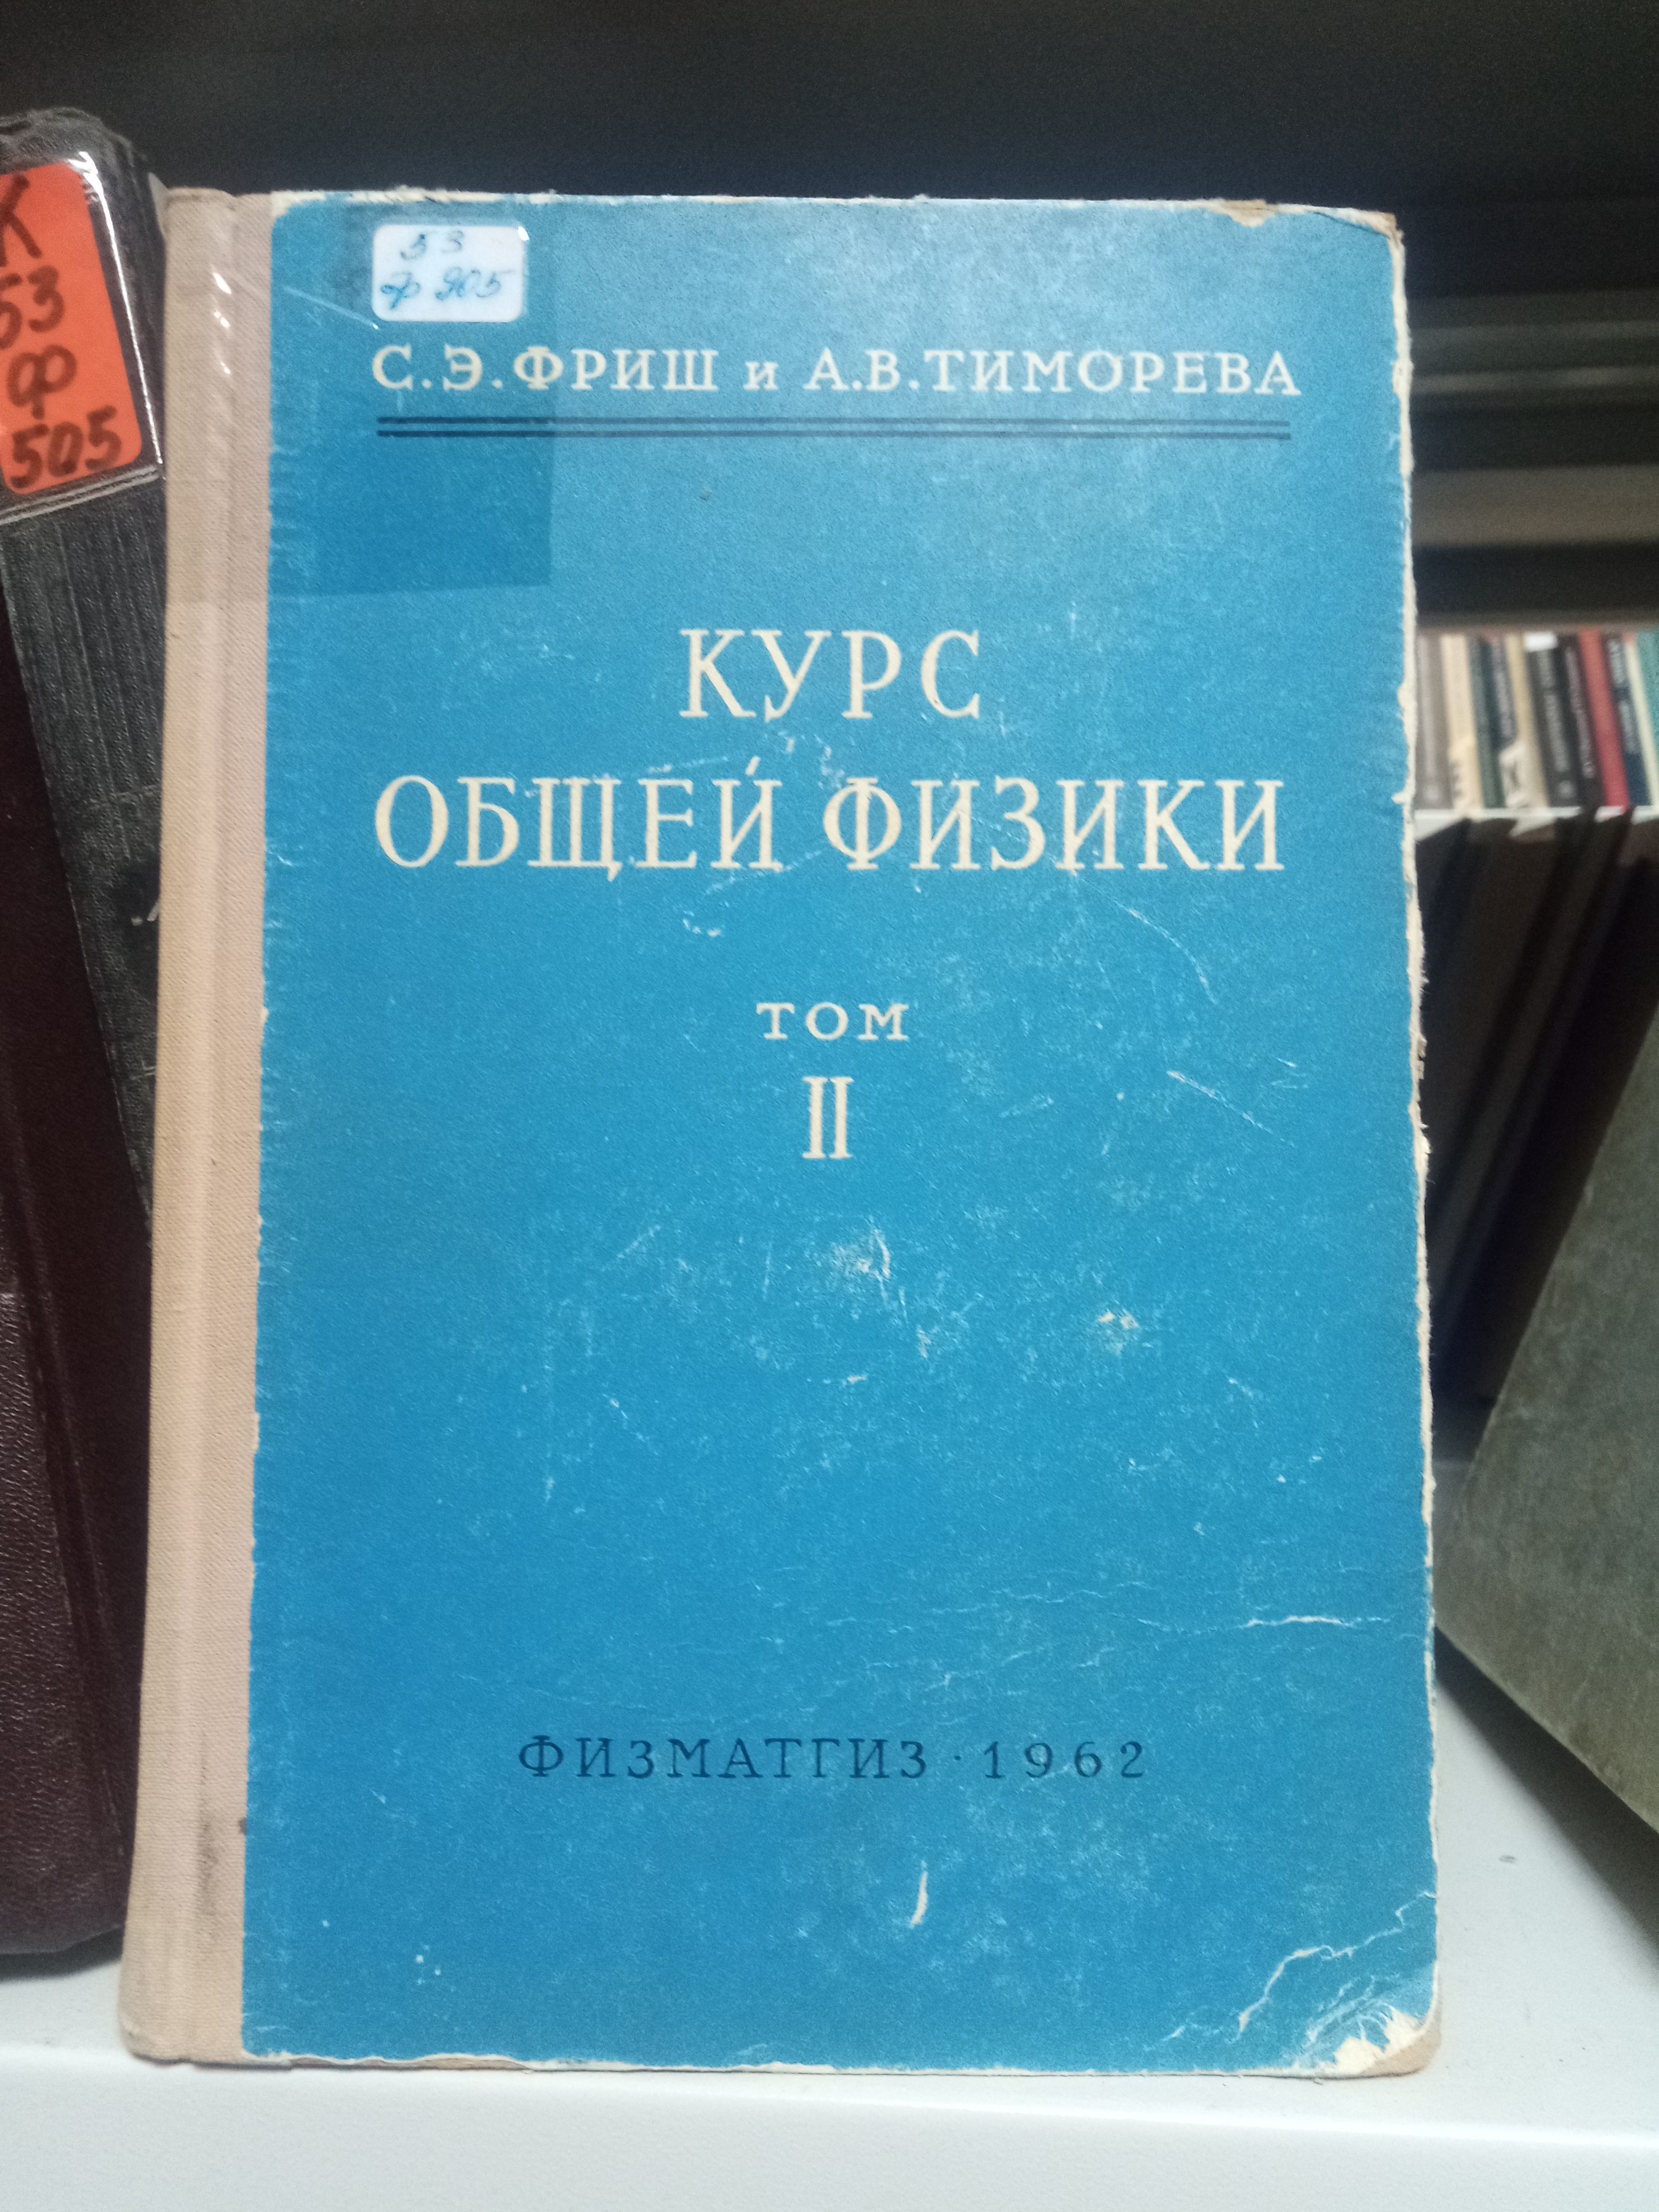 Х
53
Ф
505
53
Ф 905
С.Э.ФРИШ и А.В.ТИМОРЕВА
КУРС
ОБЩЕЙ ФИЗИКИ
ТОМ
II
ФИЗМАТГИЗ · 1962